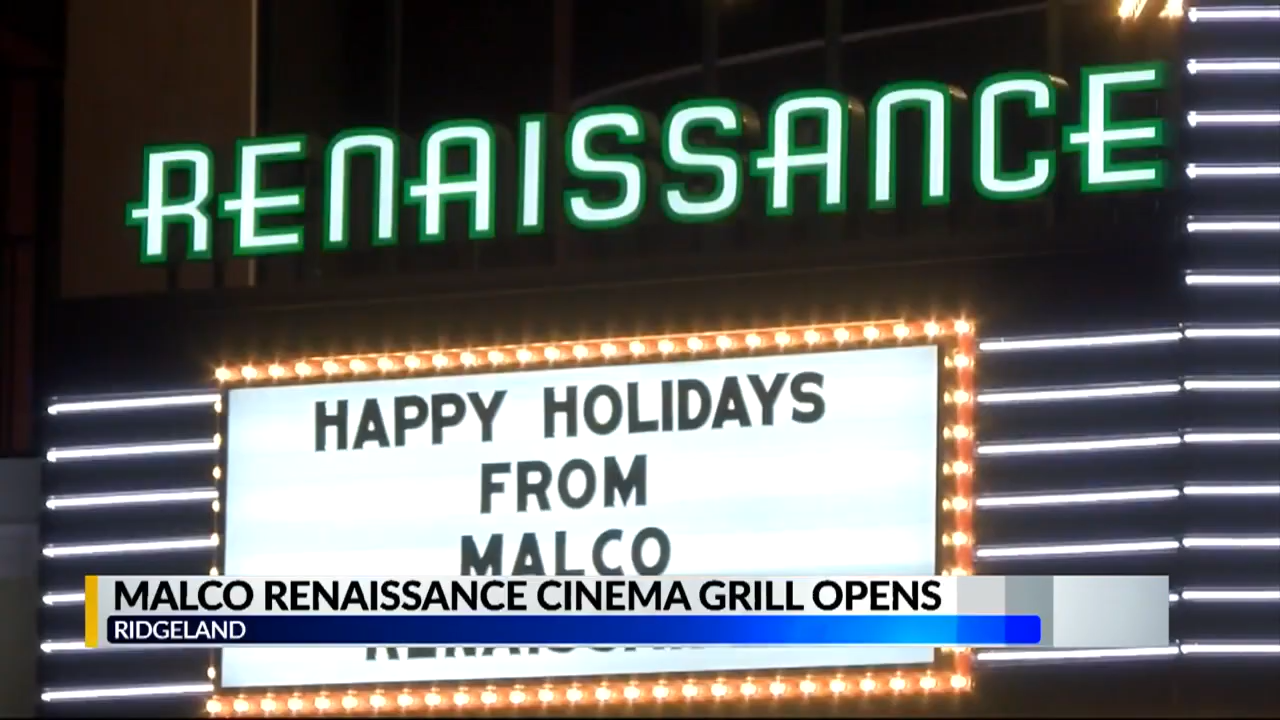 RENAISSANCE
HAPPY HOLIDAYS
FROM
MALCO
MALCO RENAISSANCE CINEMA GRILL OPENS
RIDGELAND